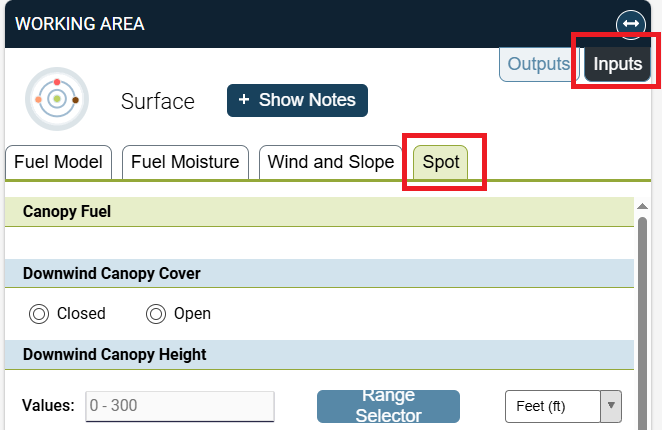 WORKING AREA
Outputs Inputs
Surface + Show Notes
Fuel Model Fuel Moisture Wind and Slope Spot
Canopy Fuel
Downwind Canopy Cover
Closed Open
Downwind Canopy Height
Values: 0 - 300 Range Selector Feet (ft)